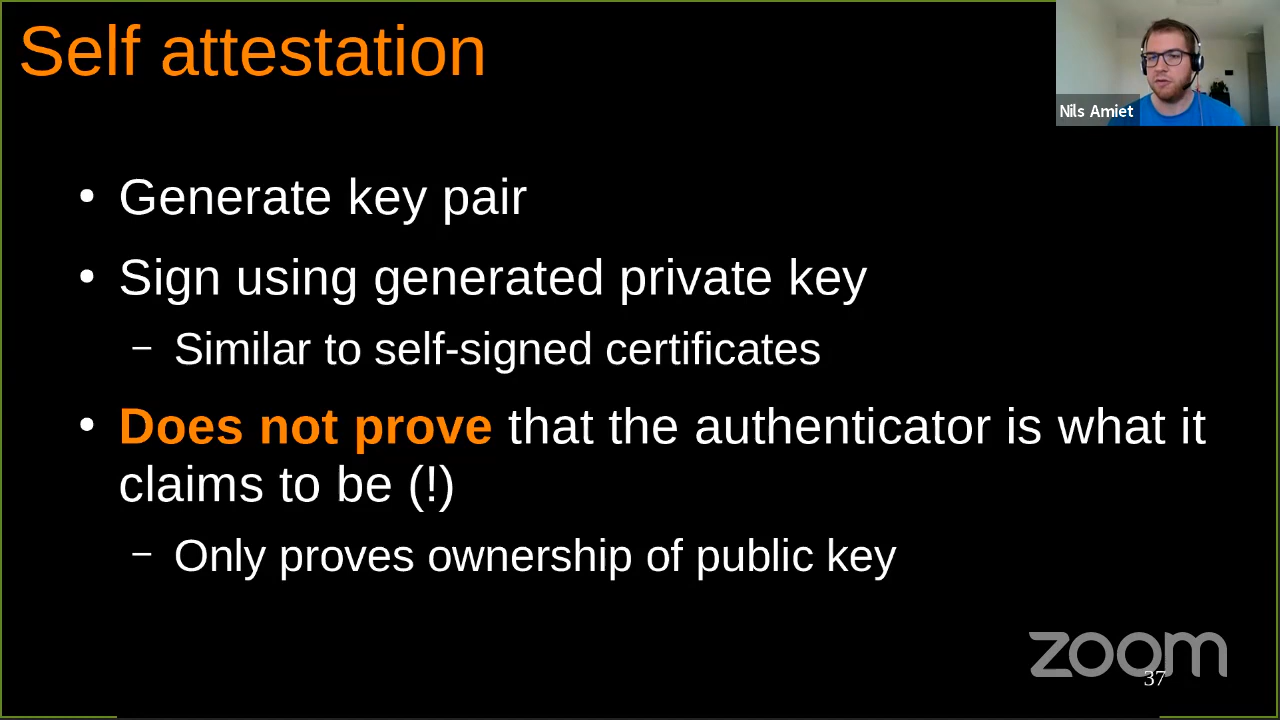 Self attestation
Nils Amiet
• Generate key pair
• Sign using generated private key
– Similar to self-signed certificates
• Does not prove that the authenticator is what it
claims to be (!)
– Only proves ownership of public key
zoom
37